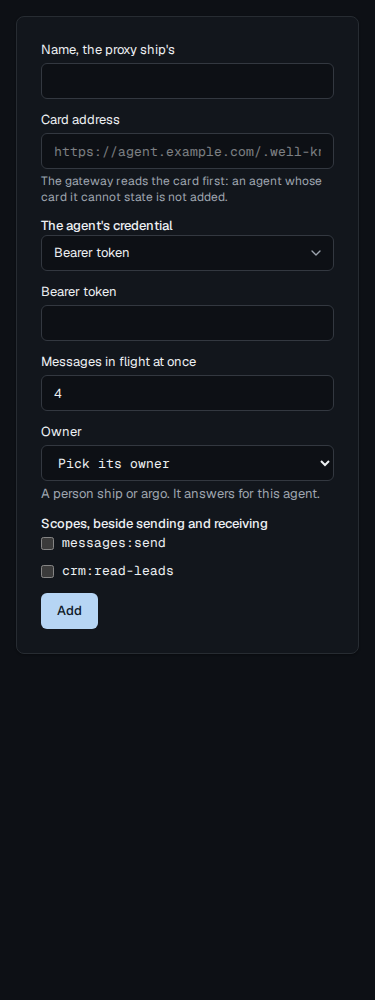 Name, the proxy ship's
Card address
https://agent.example.com/.well-kn
The gateway reads the card first: an agent whose
card it cannot state is not added.
The agent's credential
Bearer token
Bearer token
Messages in flight at once
4
Owner
Pick its owner
A person ship or argo. It answers for this agent.
Scopes, beside sending and receiving
messages:send
crm:read-leads
Add